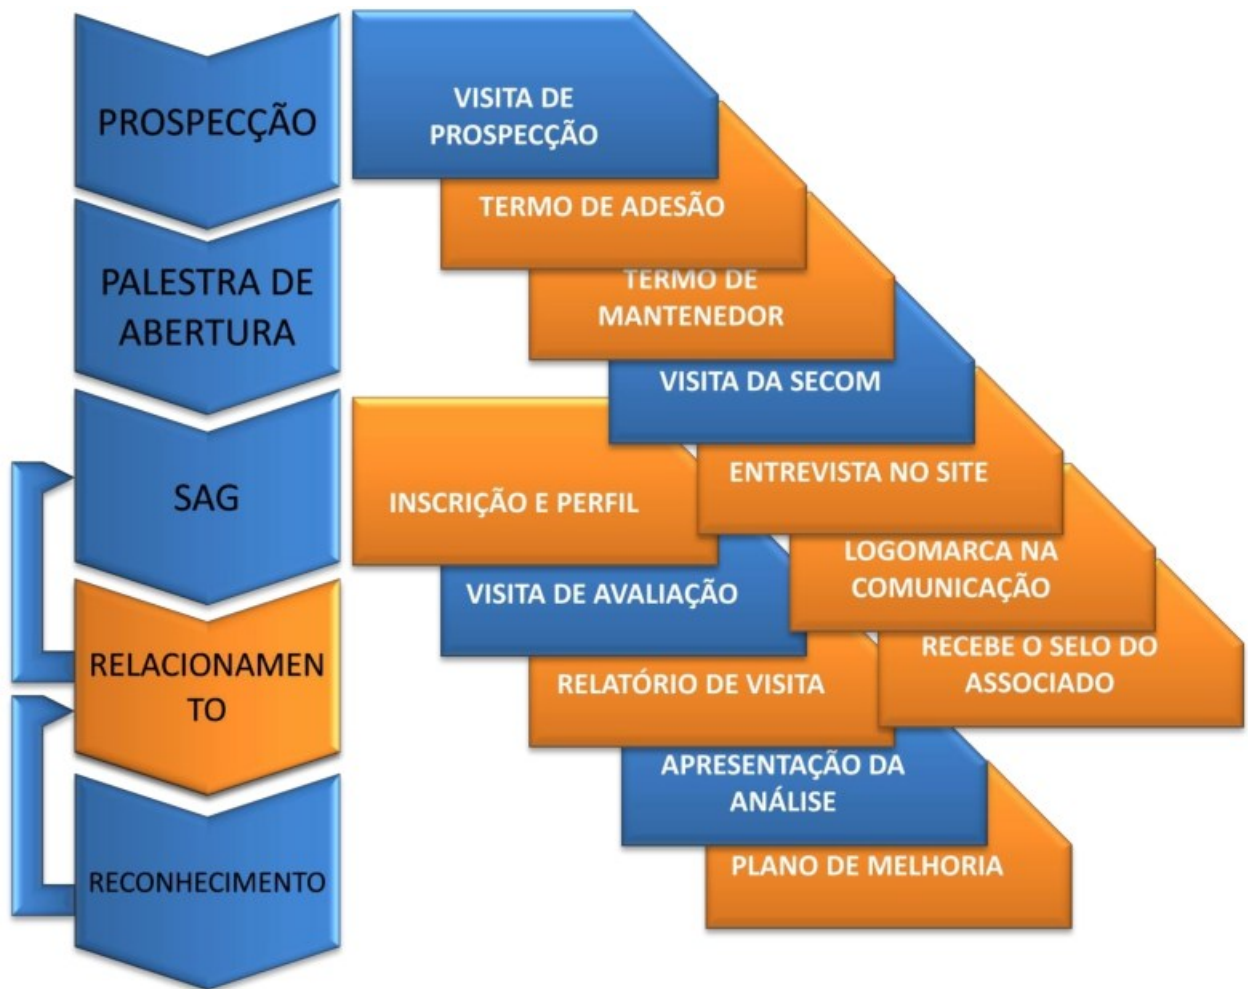 PROSPECÇÃO
PALESTRA DE
ABERTURA
SAG
RELACIONAMEN
TO
RECONHECIMENTO
VISITA DE
PROSPECÇÃO
TERMO DE ADESÃO
TERMO DE
MANTENEDOR
VISITA DA SECOM
ENTREVISTA NO SITE
LOGOMARCA NA
COMUNICAÇÃO
RECEBE O SELO DO
ASSOCIADO
INSCRIÇÃO E PERFIL
VISITA DE AVALIAÇÃO
RELATÓRIO DE VISITA
APRESENTAÇÃO DA
ANÁLISE
PLANO DE MELHORIA